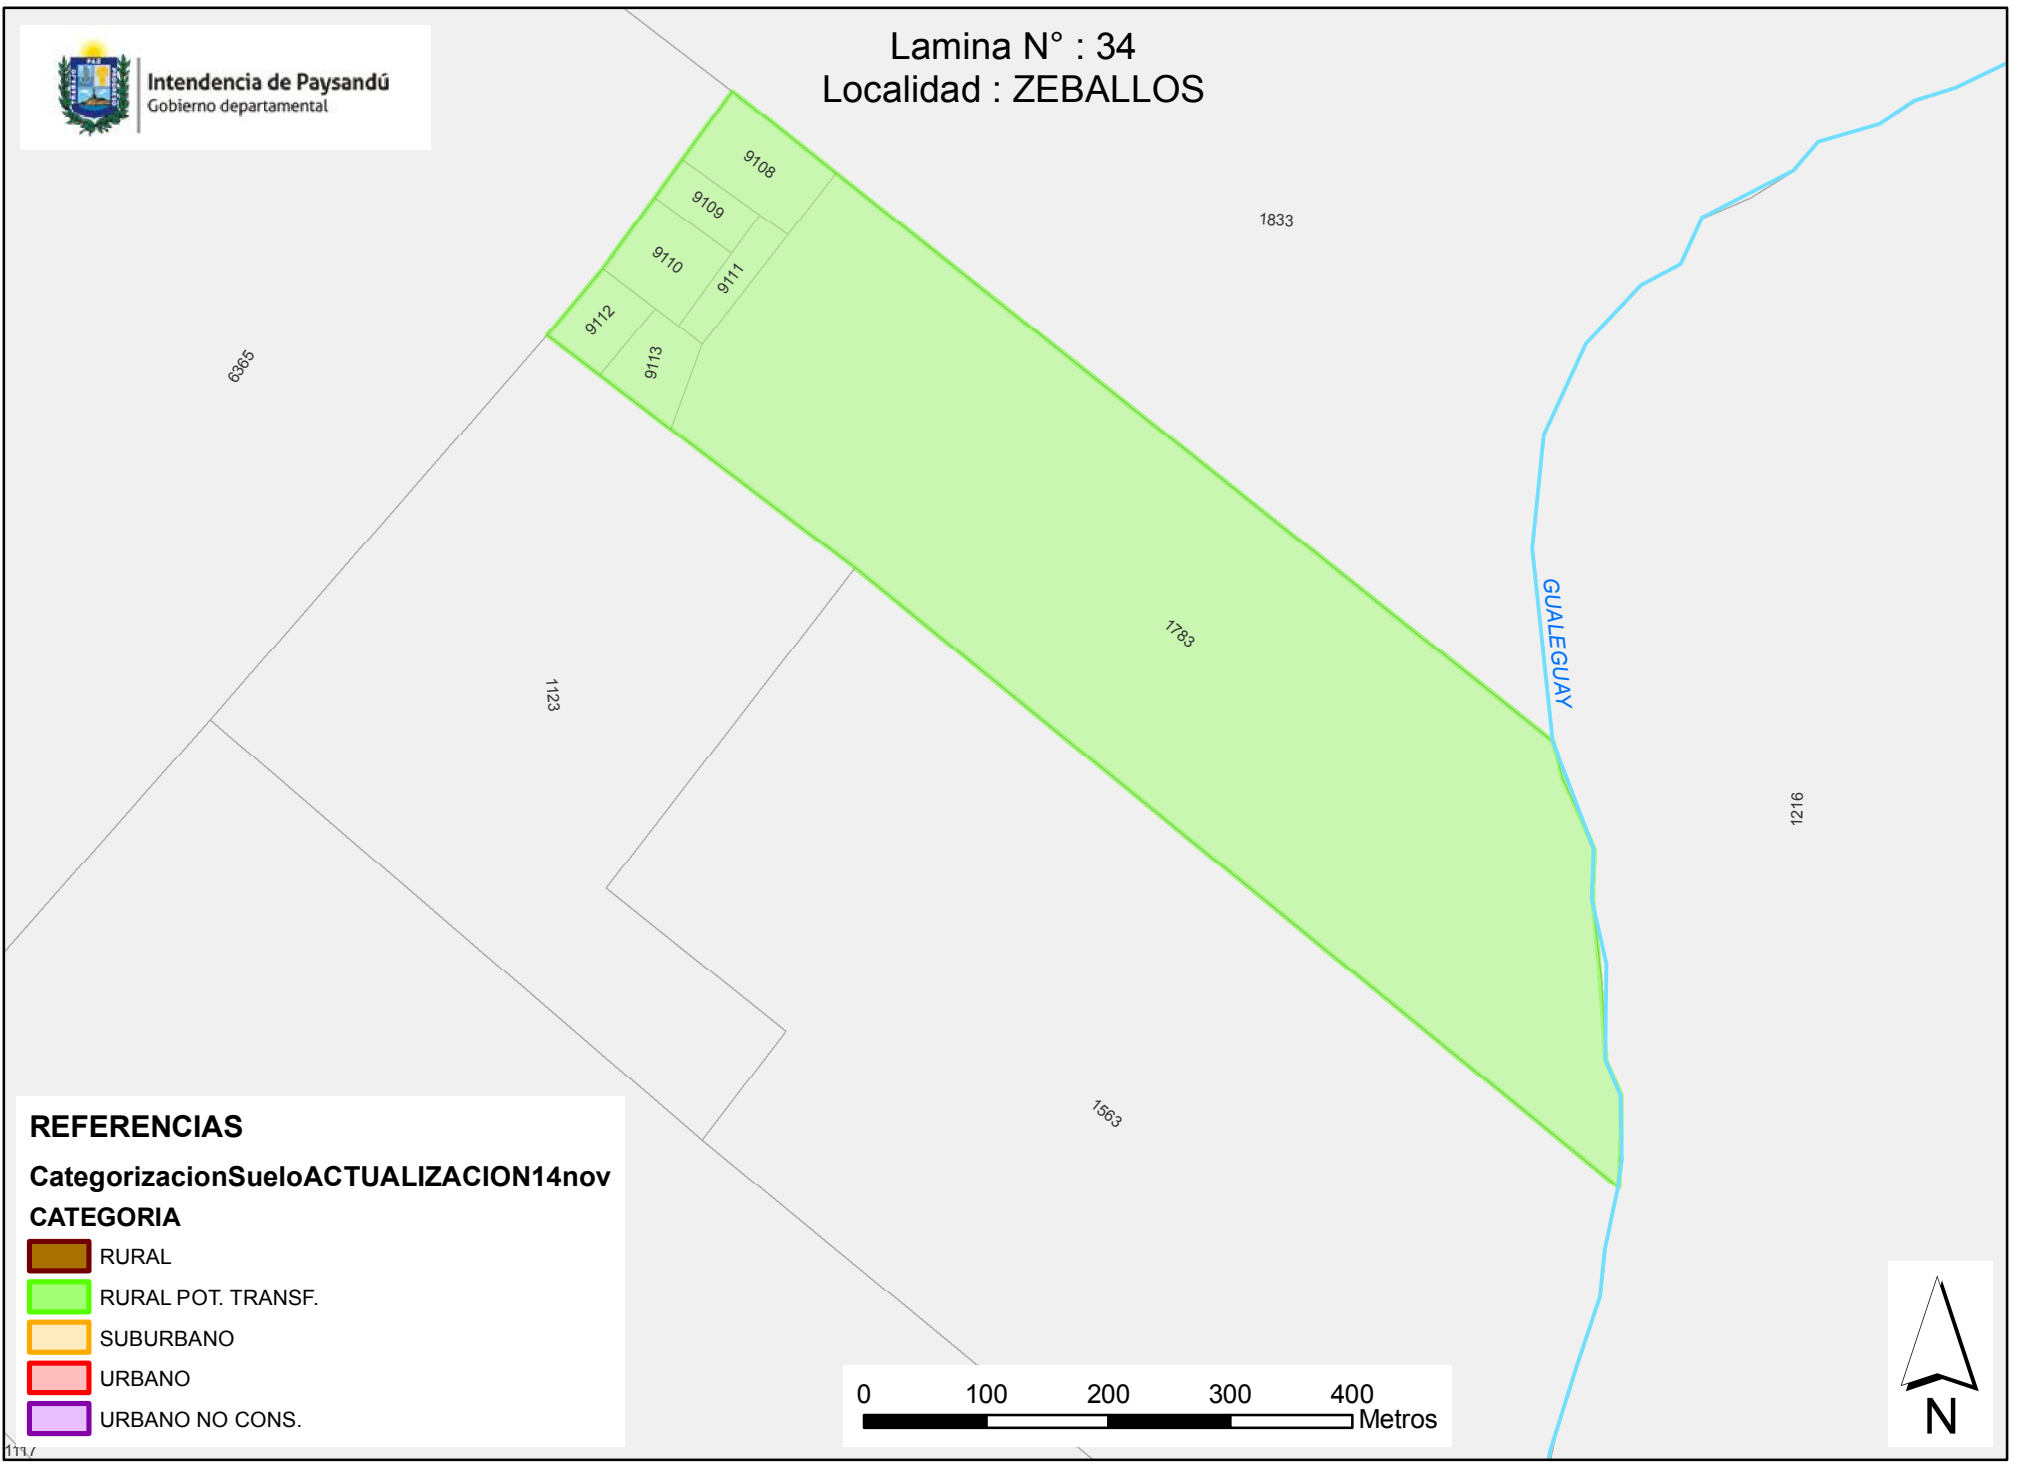 Lamina N° : 34
Localidad : ZEBALLOS
Intendencia de Paysandú
Gobierno departamental
9108
9109
9110
9111
9112
9113
1833
6365
GUALEGUAY
1783
1123
1216
1563
REFERENCIAS
CategorizacionSueloACTUALIZACION14nov
CATEGORIA
RURAL
RURAL POT. TRANSF.
SUBURBANO
URBANO
URBANO NO CONS.
0 100 200 300 400
Metros
N
1117